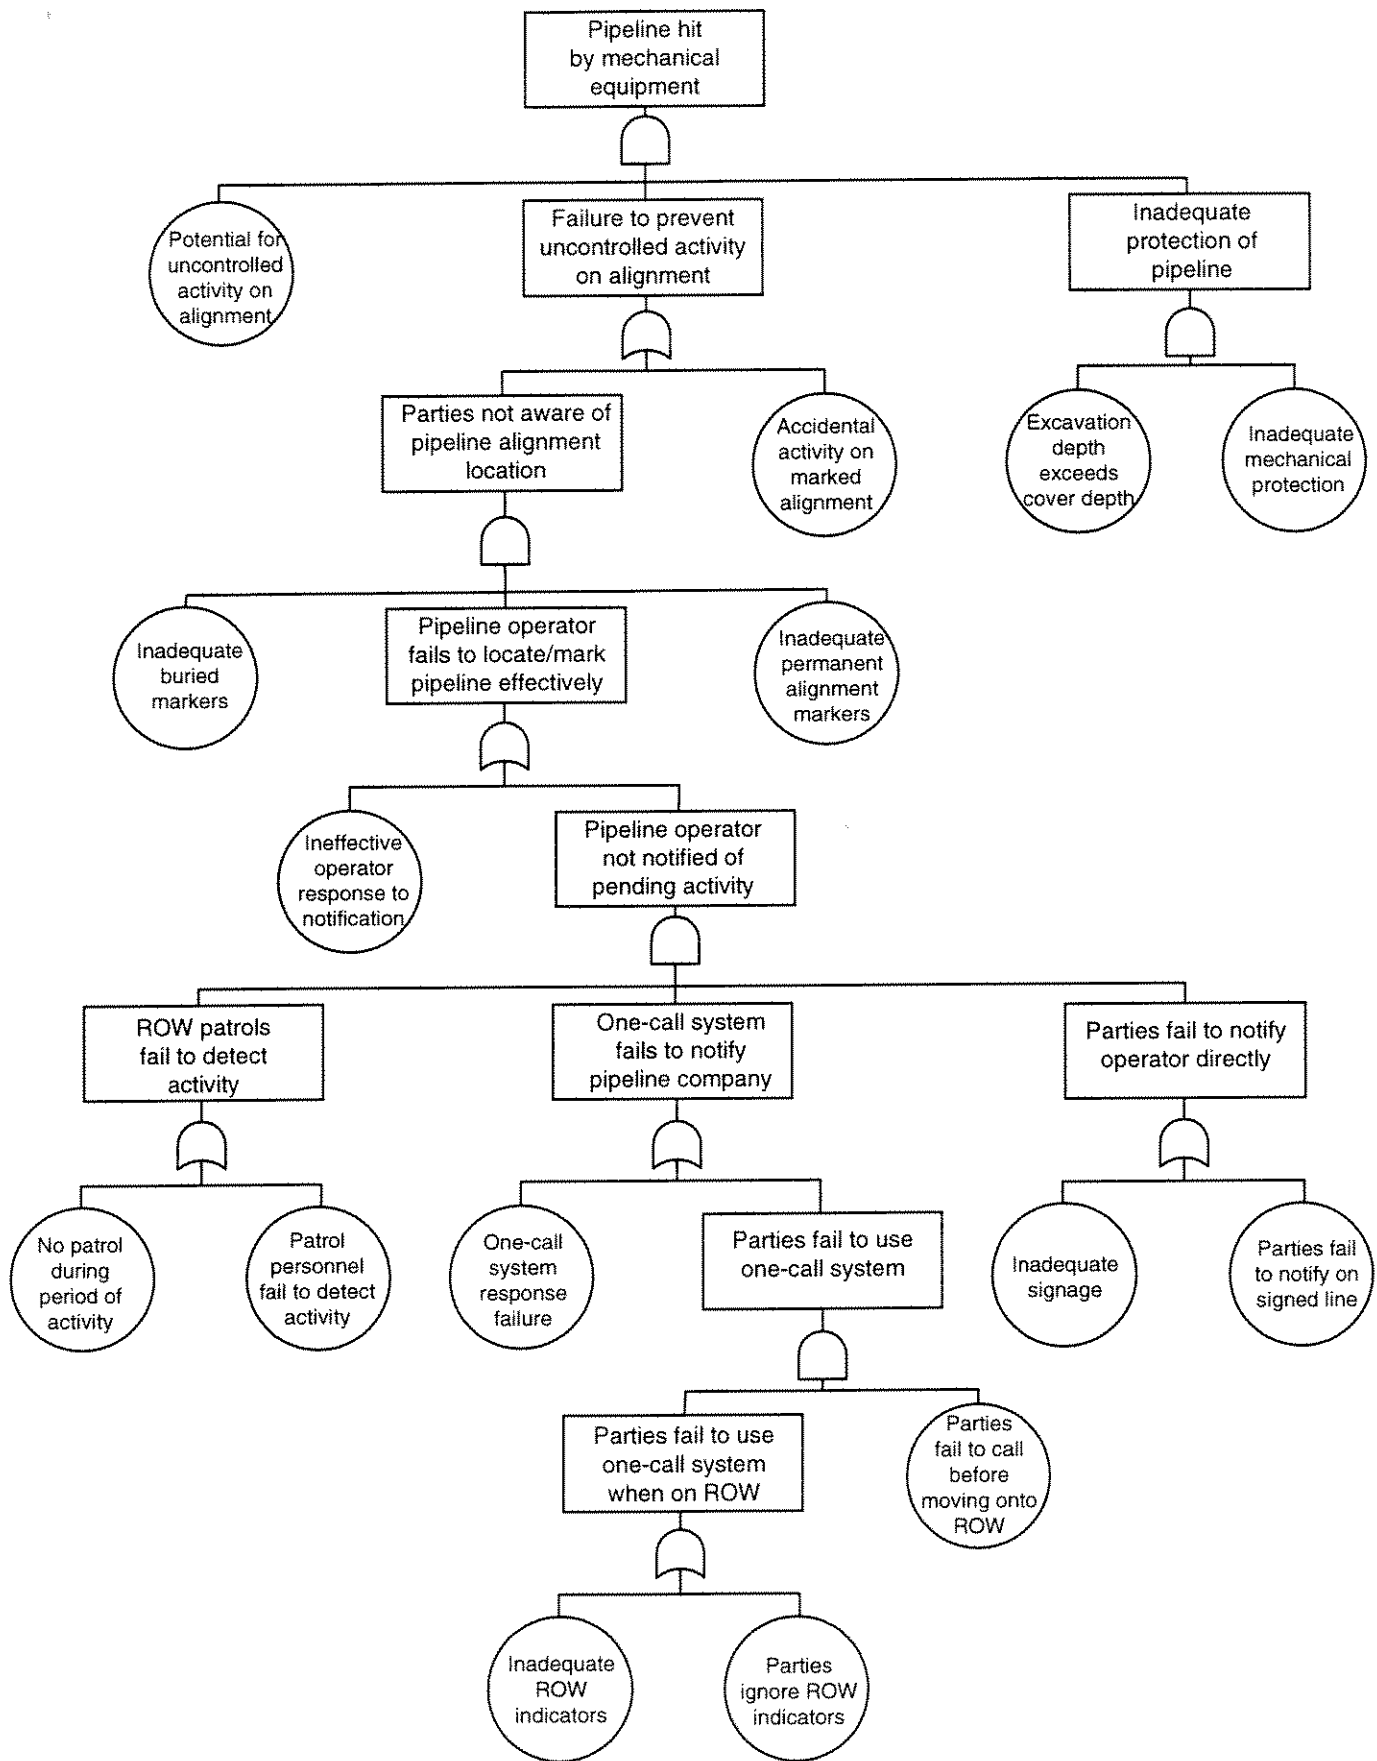 Pipeline hit
by mechanical
equipment
Potential for
uncontrolled
activity on
alignment
Failure to prevent
uncontrolled activity
on alignment
Inadequate
protection of
pipeline
Parties not aware of
pipeline alignment
location
Accidental
activity on
marked
alignment
Excavation
depth
exceeds
cover depth
Inadequate
mechanical
protection
Inadequate
buried
markers
Pipeline operator
fails to locate/mark
pipeline effectively
Inadequate
permanent
alignment
markers
Ineffective
operator
response to
notification
Pipeline operator
not notified of
pending activity
ROW patrols
fail to detect
activity
One-call system
fails to notify
pipeline company
Parties fail to notify
operator directly
No patrol
during
period of
activity
Patrol
personnel
fail to detect
activity
One-call
system
response
failure
Parties fail to use
one-call system
Inadequate
signage
Parties fail
to notify on
signed line
Parties fail to use
one-call system
when on ROW
Parties
fail to call
before
moving onto
ROW
Inadequate
ROW
indicators
Parties
ignore ROW
indicators